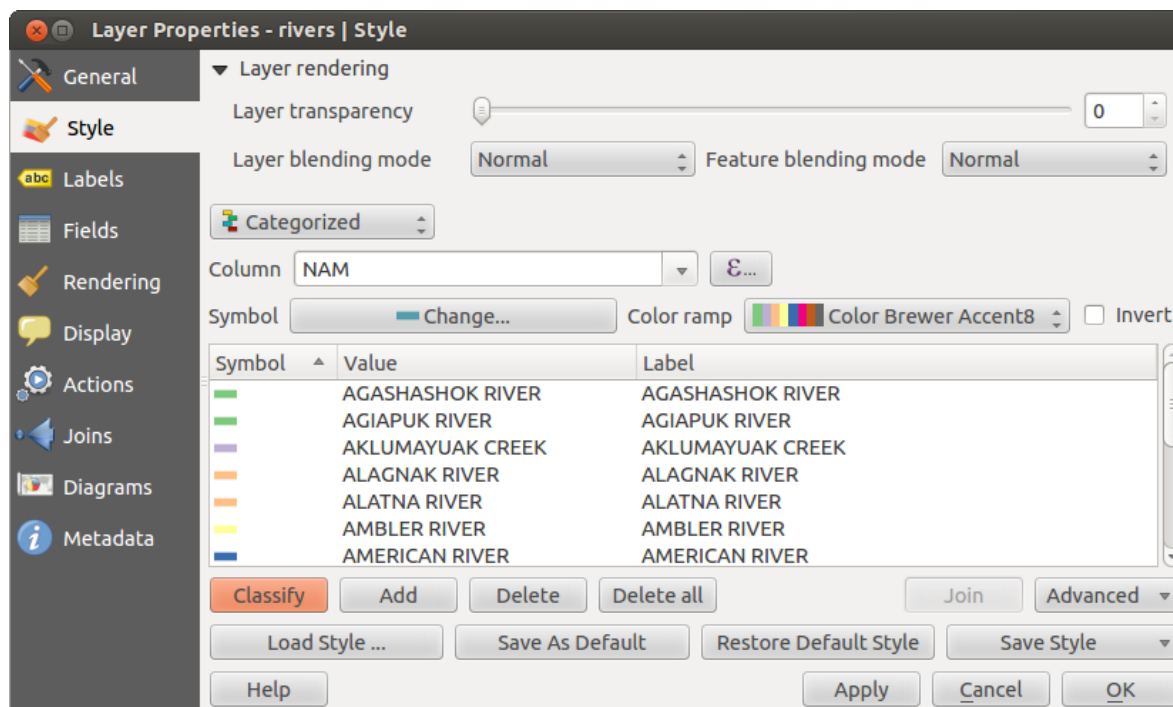 Layer Properties - rivers | Style
General
Style
abc Labels
Fields
Rendering
Display
Actions
Joins
Diagrams
Metadata
Layer rendering
Layer transparency 0
Layer blending mode Normal Feature blending mode Normal
Categorized
Column NAM ε...
Symbol Change... Color ramp Color Brewer Accent8 Invert
Symbol Value Label
AGASHASHOK RIVER AGASHASHOK RIVER
AGIAPUK RIVER AGIAPUK RIVER
AKLUMAYUAK CREEK AKLUMAYUAK CREEK
ALAGNAK RIVER ALAGNAK RIVER
ALATNA RIVER ALATNA RIVER
AMBLER RIVER AMBLER RIVER
AMERICAN RIVER AMERICAN RIVER
Classify Add Delete Delete all Join Advanced
Load Style ... Save As Default Restore Default Style Save Style
Help Apply Cancel OK